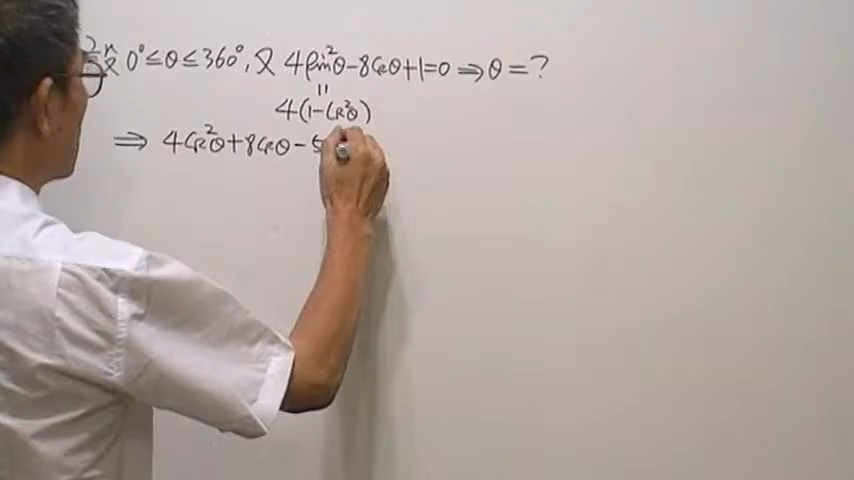 0° ≤ θ ≤ 360°, 又 4sin²θ-8cosθ+1=0 ⇒ θ = ?
=
4(1-cos²θ)
⇒ 4cos²θ+8cosθ-5